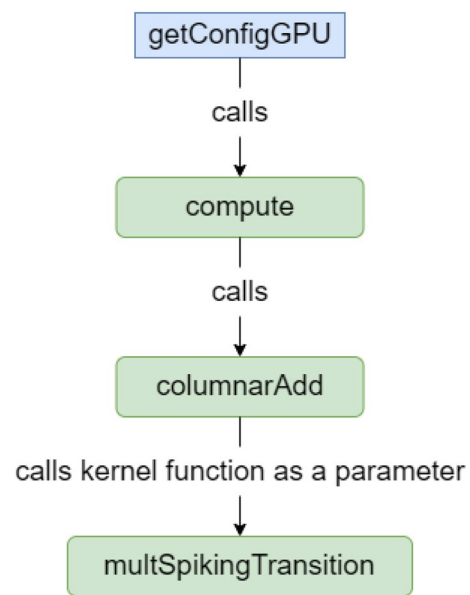 getConfigGPU
calls
compute
calls
columnarAdd
calls kernel function as a parameter
multSpikingTransition